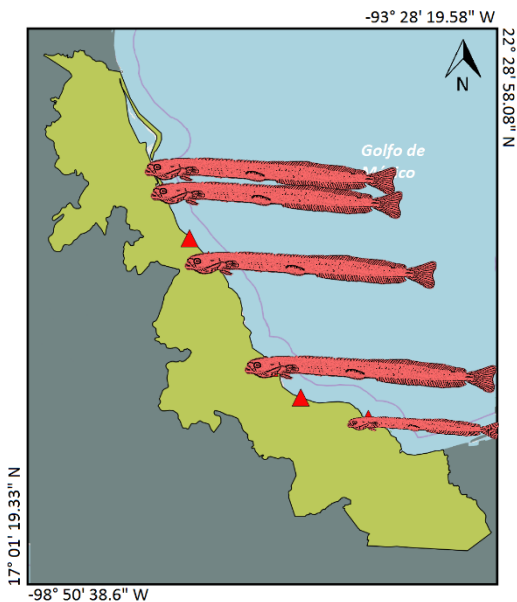 -93° 28' 19.58" W
22° 28' 58.08" N
N
Golfo de
17° 01' 19.33" N
-98° 50' 38.6" W